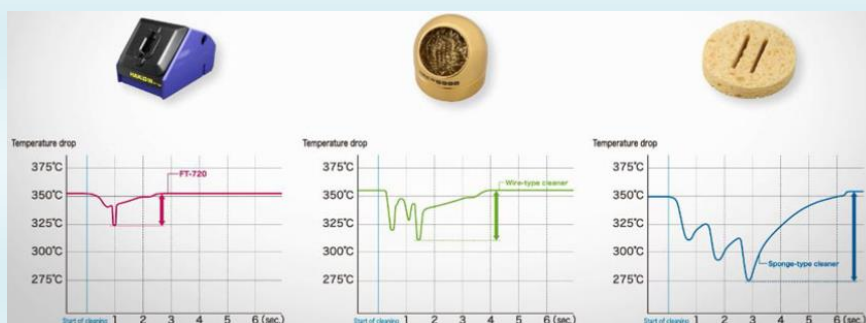 HAKKO
Temperature drop
375℃
350℃
325℃
300℃
275℃
FT-720
Start of cleaning
1
2
3
4
5
6 (sec.)
Temperature drop
375℃
350℃
325℃
300℃
275℃
Wire-type cleaner
Start of cleaning
1
2
3
4
5
6 (sec.)
Temperature drop
375℃
350℃
325℃
300℃
275℃
Sponge-type cleaner
Start of cleaning
1
2
3
4
5
6 (sec.)